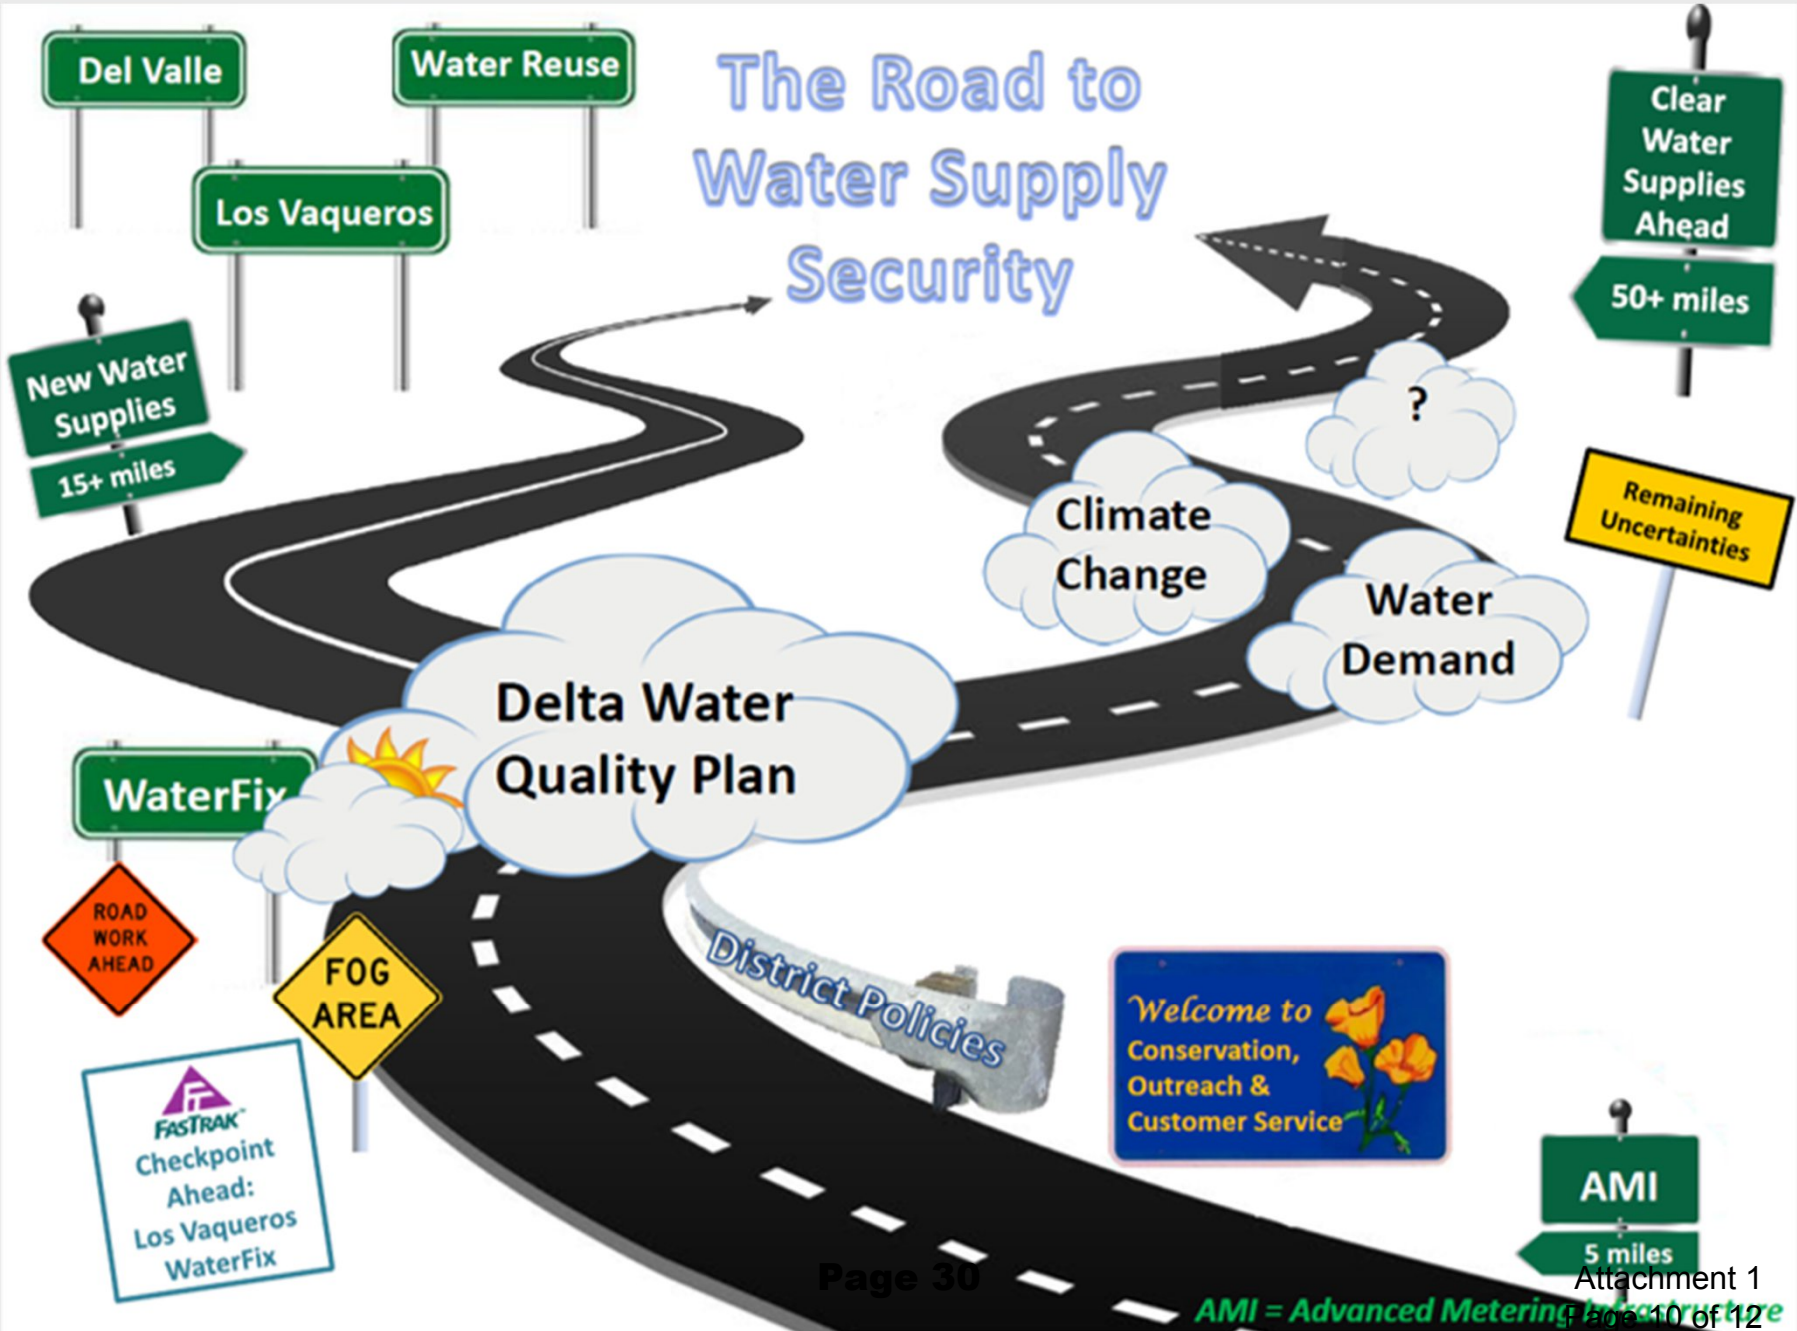 Del Valle
Water Reuse
Los Vaqueros
The Road to
Water Supply
Security
Clear
Water
Supplies
Ahead
50+ miles
New Water
Supplies
15+ miles
?
Climate
Change
Remaining
Uncertainties
Water
Demand
Delta Water
Quality Plan
WaterFix
ROAD
WORK
AHEAD
FOG
AREA
District Policies
Welcome to
Conservation,
Outreach &
Customer Service
FASTRAK™
Checkpoint
Ahead:
Los Vaqueros
WaterFix
AMI
5 miles
Page 30
Attachment 1
AMI = Advanced Metering Infrastructure
Page 10 of 12